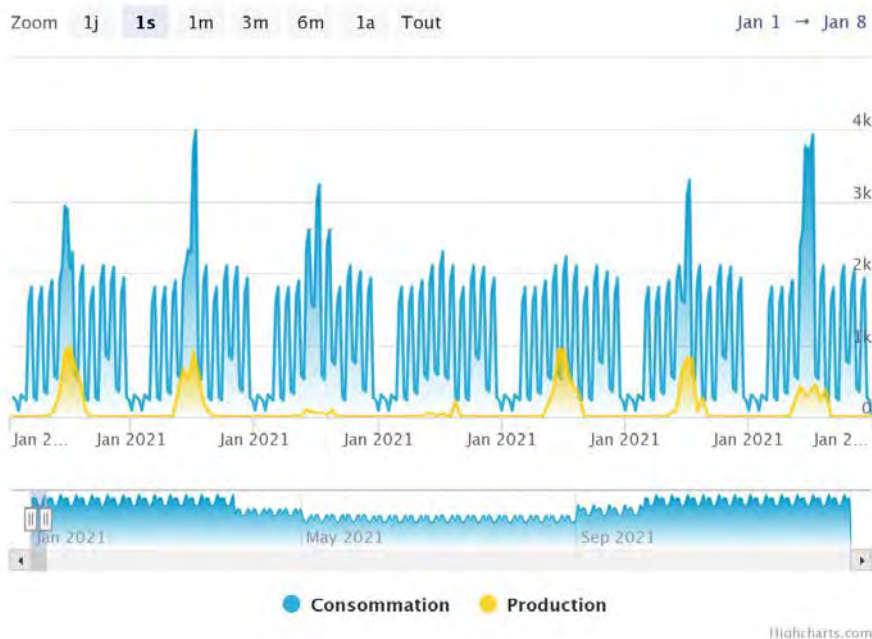 Zoom 1j 1s 1m 3m 6m 1a Tout Jan 1 → Jan 8
4k
3k
2k
1k
0
Jan 2... Jan 2021 Jan 2021 Jan 2021 Jan 2021 Jan 2021 Jan 2021 Jan 2...
Jan 2021 May 2021 Sep 2021
Consommation Production
Highcharts.com